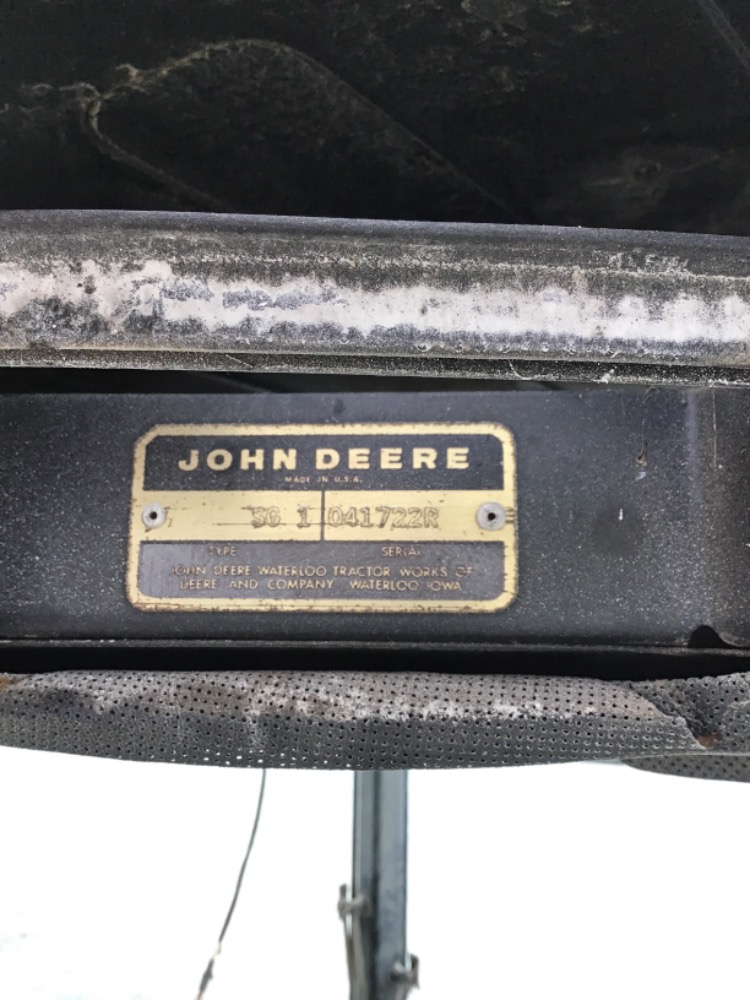 JOHN DEERE
MADE IN U.S.A.
SG 1 041722R
TYPE SERIAL
JOHN DEERE WATERLOO TRACTOR WORKS OF
DEERE AND COMPANY WATERLOO IOWA